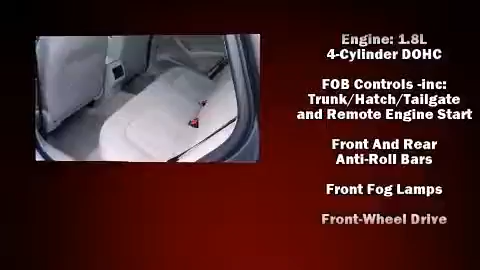 Engine: 1.8L
4-Cylinder DOHC
FOB Controls -inc:
Trunk/Hatch/Tailgate
and Remote Engine Start
Front And Rear
Anti-Roll Bars
Front Fog Lamps
Front-Wheel Drive